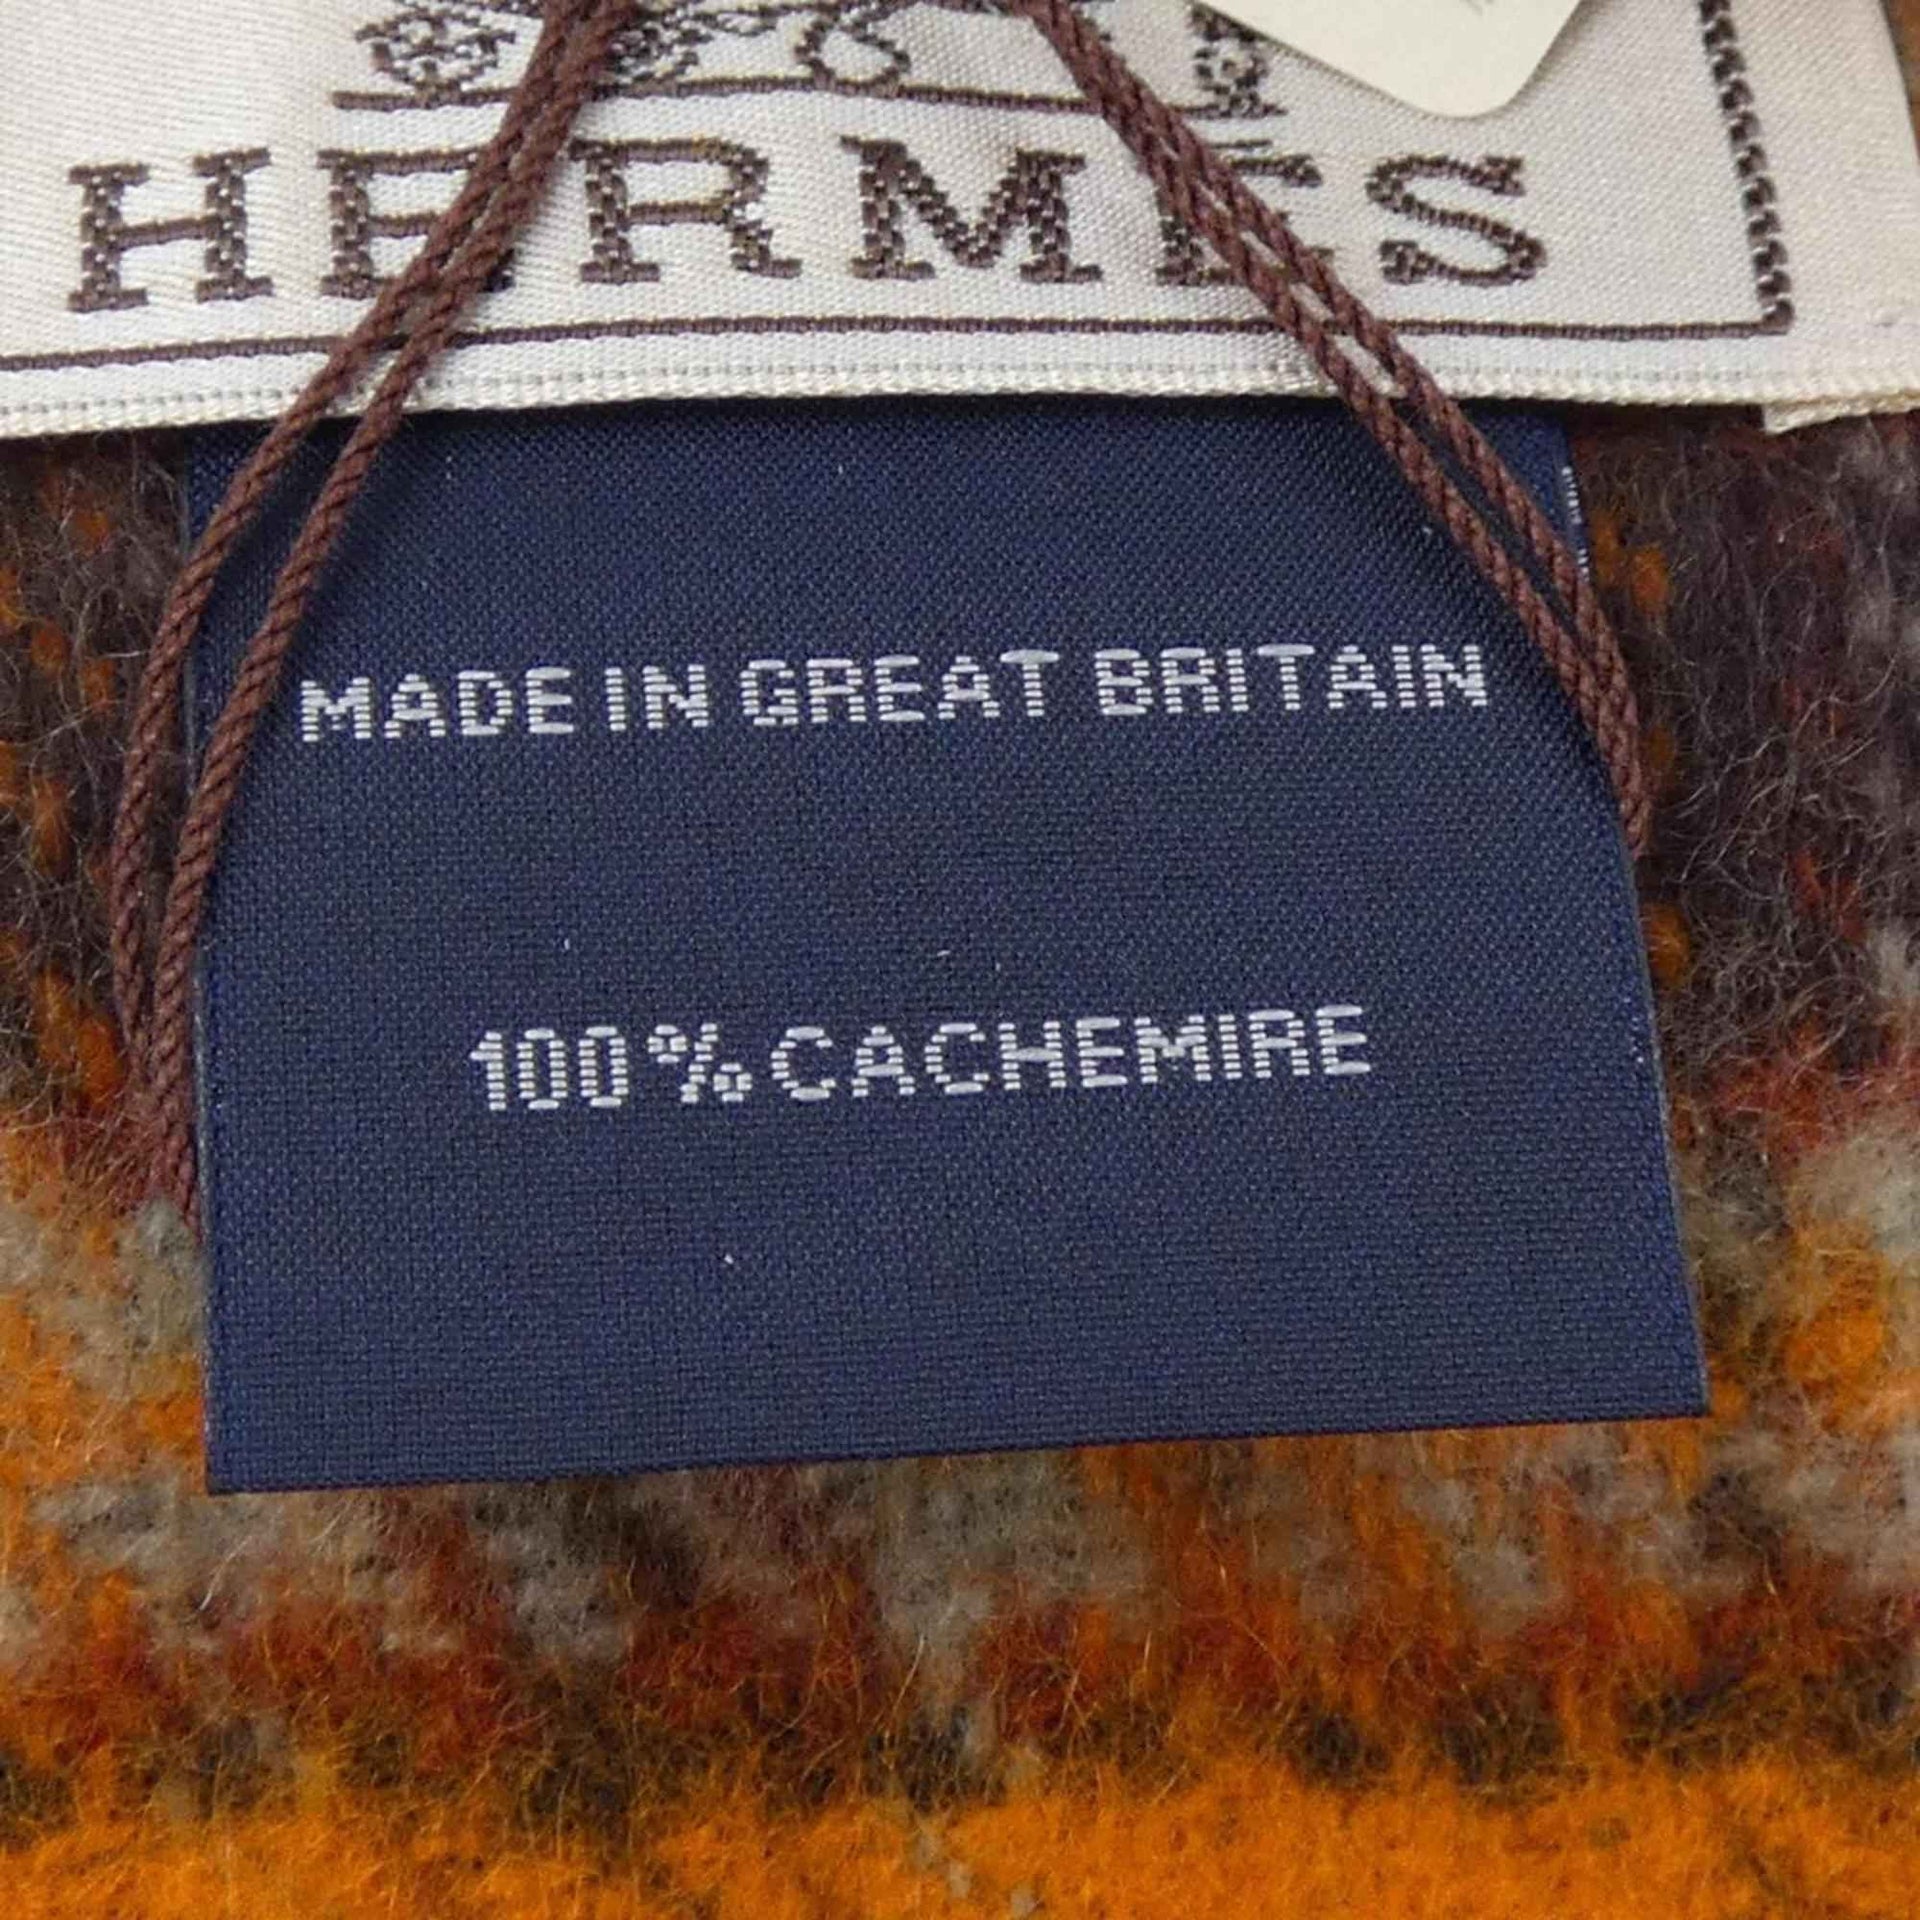 HERMES
MADE IN GREAT BRITAIN
100% CACHEMIRE